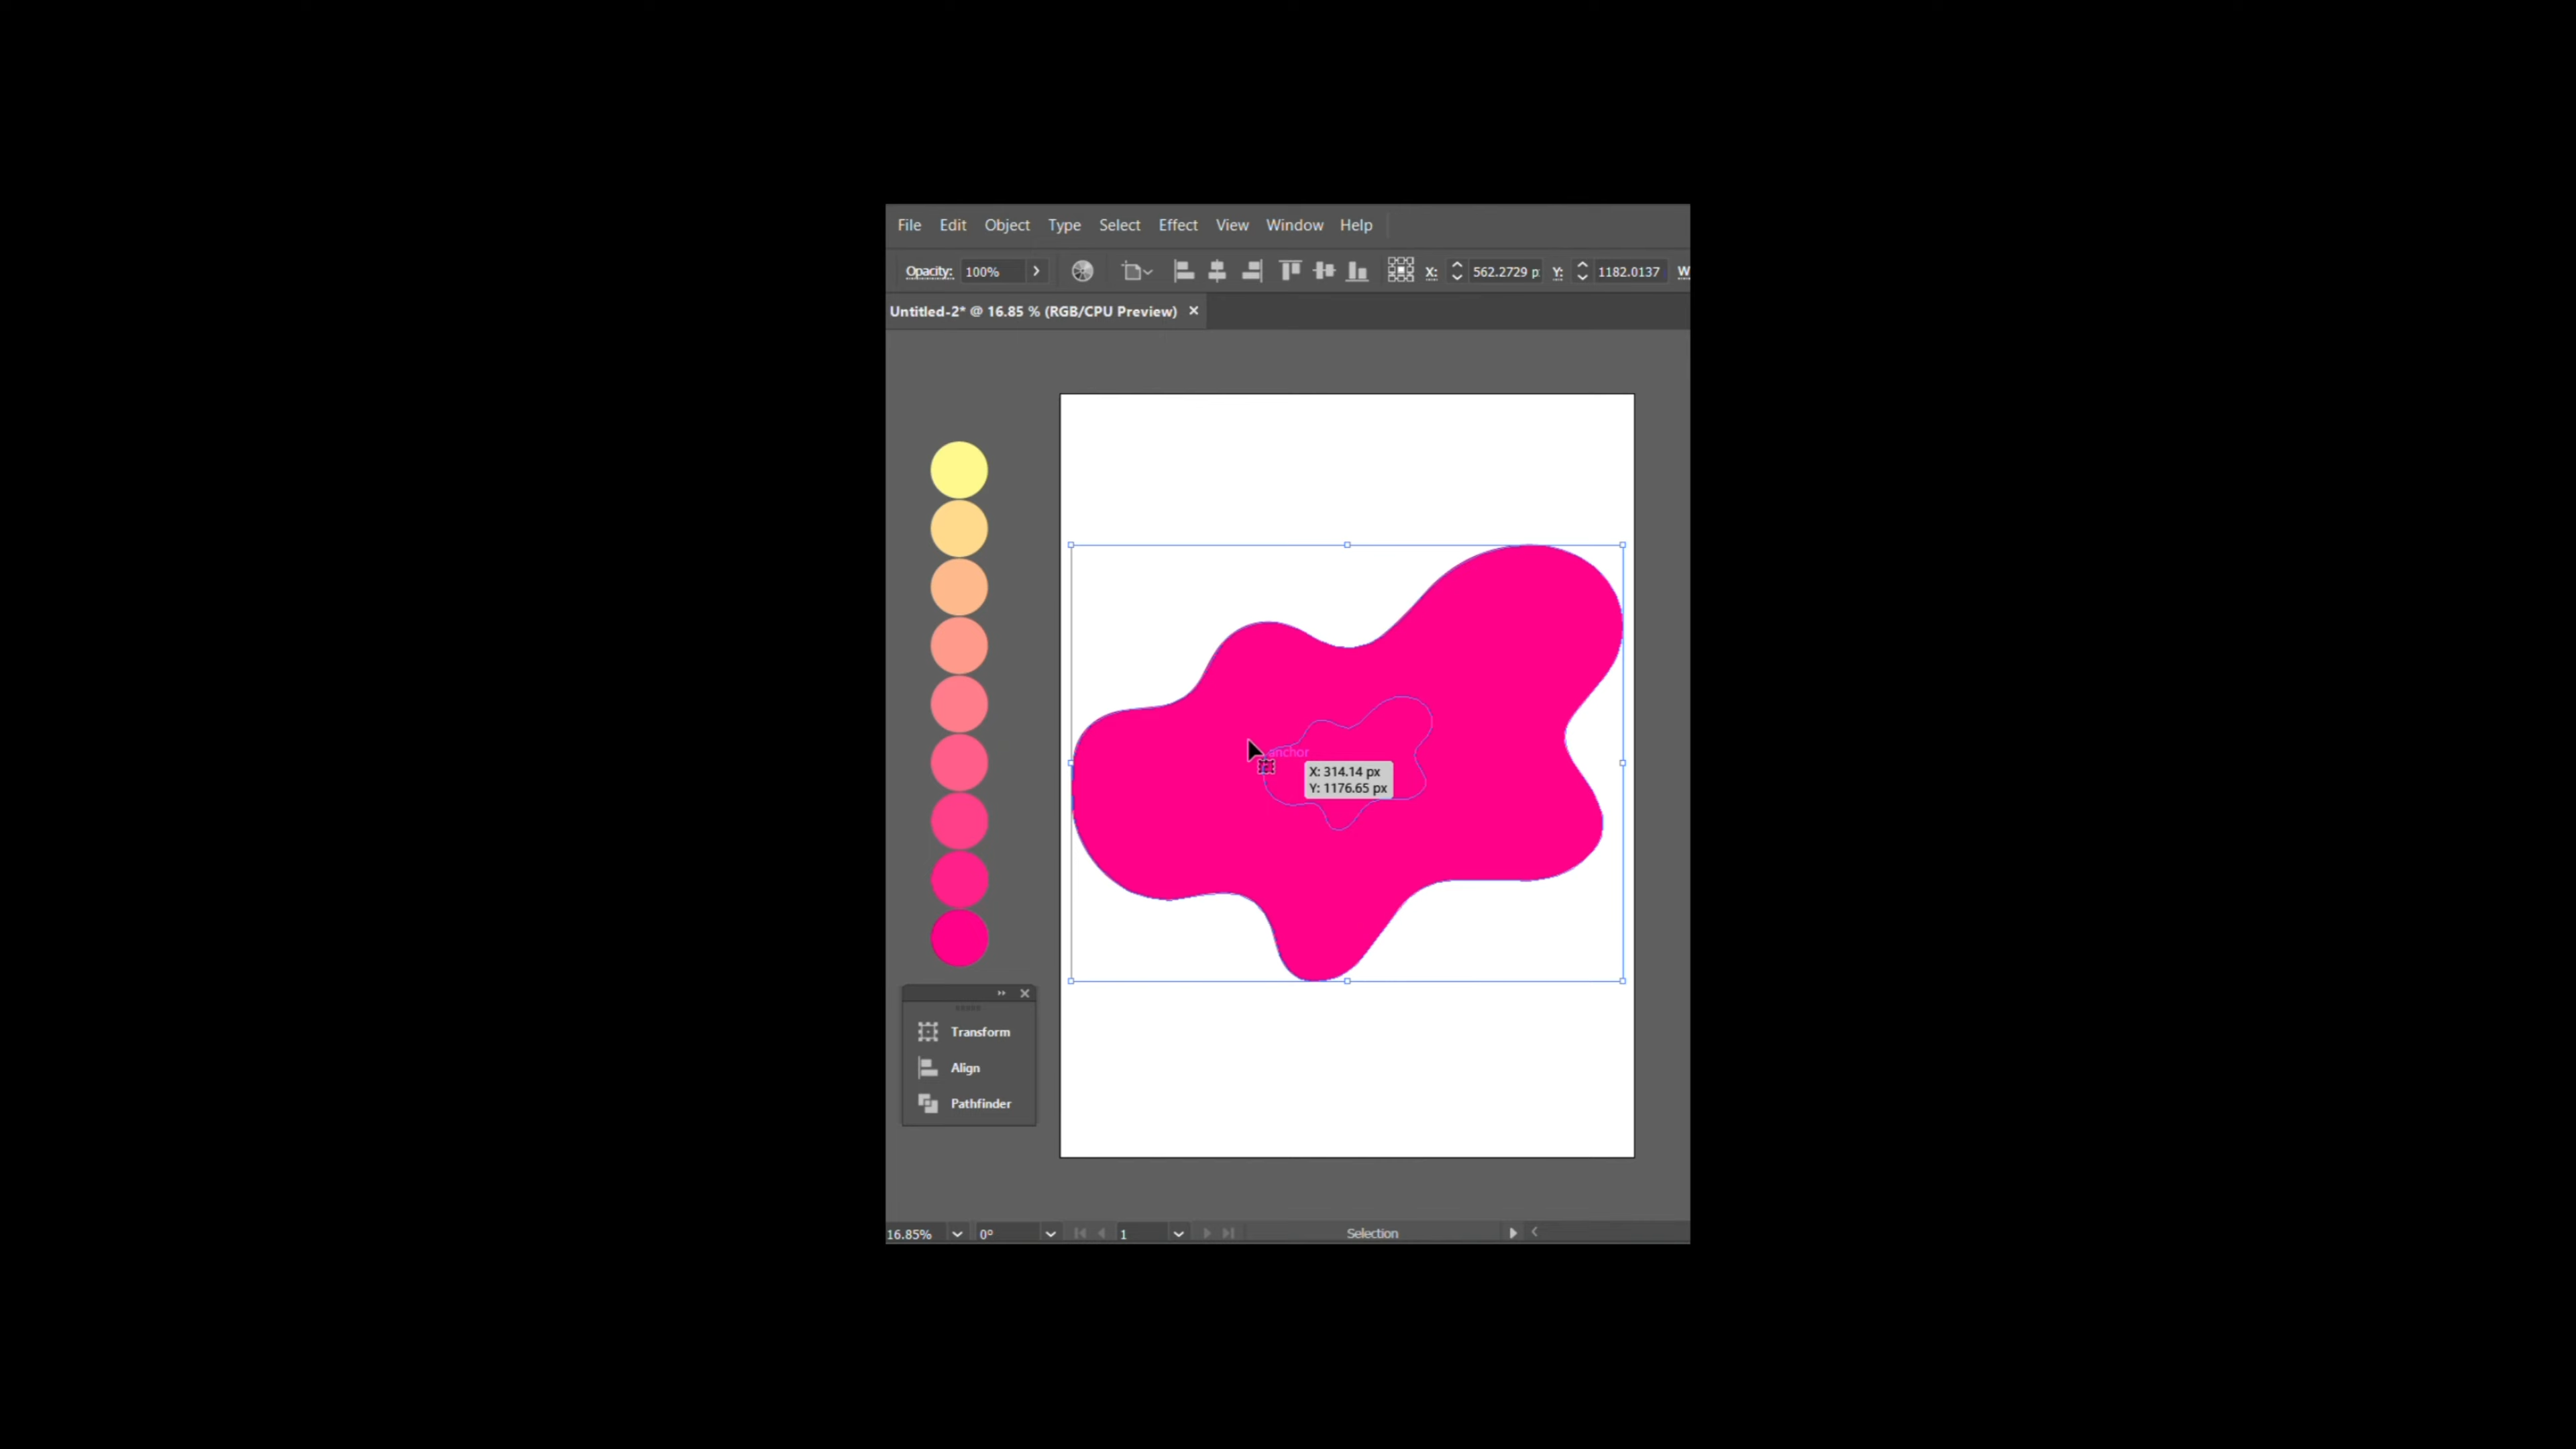 File Edit Object Type Select Effect View Window Help
Opacity: 100% X: 562.2729 p Y: 1182.0137 W
Untitled-2* @ 16.85 % (RGB/CPU Preview) ×
anchor
X: 314.14 px
Y: 1176.65 px
Transform
Align
Pathfinder
16.85% 0° 1 Selection